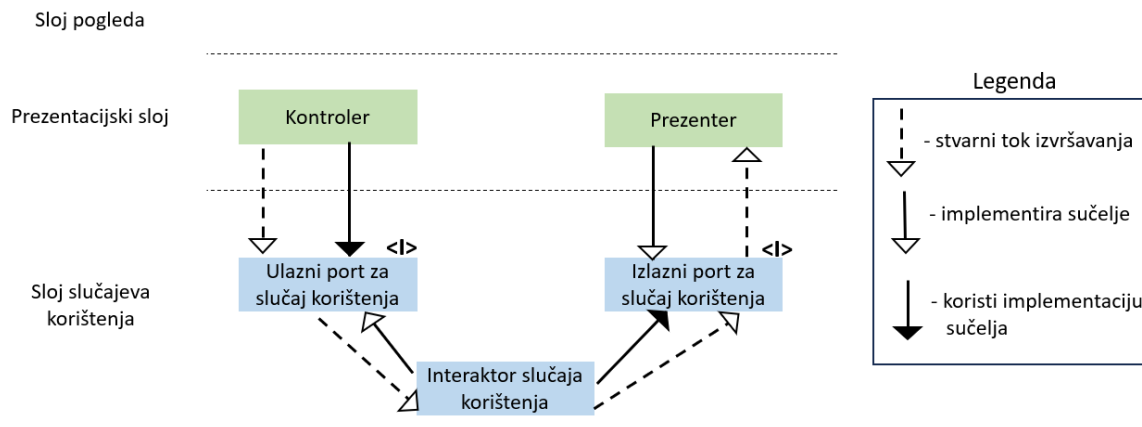 Sloj pogleda
Prezentacijski sloj
Kontroler
Prezenter
<I>
<I>
Ulazni port za
slučaj korištenja
Izlazni port za
slučaj korištenja
Sloj slučajeva
korištenja
Interaktor slučaja
korištenja
Legenda
- stvarni tok izvršavanja
- implementira sučelje
- koristi implementaciju
sučelja